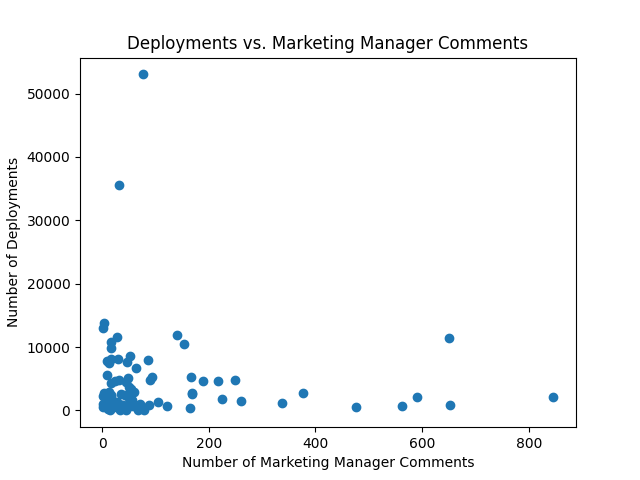 Deployments vs. Marketing Manager Comments
50000
40000
30000
20000
10000
0
Number of Deployments
0 200 400 600 800
Number of Marketing Manager Comments